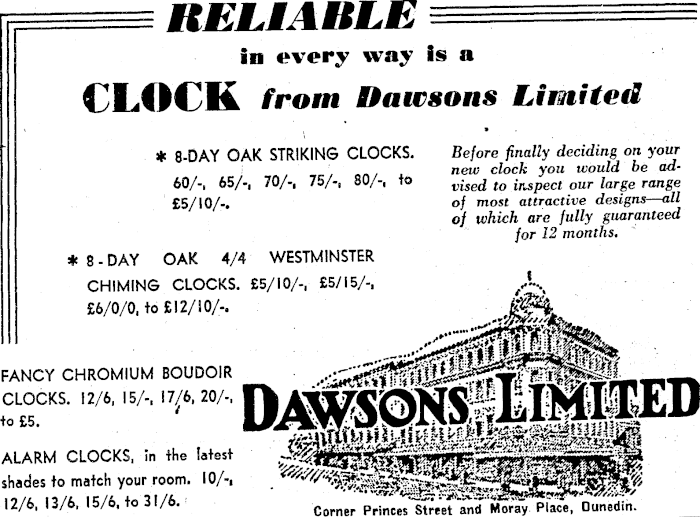 RELIABLE
in every way is a
CLOCK from Dawsons Limited
* 8-DAY OAK STRIKING CLOCKS.
60/-, 65/-, 70/-, 75/-, 80/-, to
£5/10/-.
Before finally deciding on your
new clock you would be ad-
vised to inspect our large range
of most attractive designs—all
of which are fully guaranteed
for 12 months.
* 8-DAY OAK 4/4 WESTMINSTER
CHIMING CLOCKS. £5/10/-, £5/15/-,
£6/0/0, to £12/10/-.
FANCY CHROMIUM BOUDOIR
CLOCKS. 12/6, 15/-, 17/6, 20/-,
to £5.
ALARM CLOCKS, in the latest
shades to match your room. 10/-,
12/6, 13/6, 15/6, to 31/6.
DAWSONS LIMITED
Corner Princes Street and Moray Place, Dunedin.